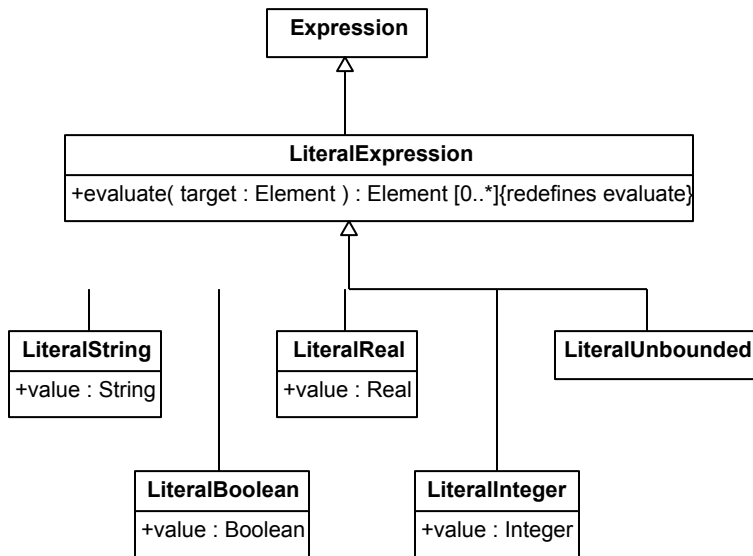 Expression
LiteralExpression
+evaluate( target : Element ) : Element [0..*]{redefines evaluate}
LiteralString
+value : String
LiteralReal
+value : Real
LiteralUnbounded
LiteralBoolean
+value : Boolean
LiteralInteger
+value : Integer